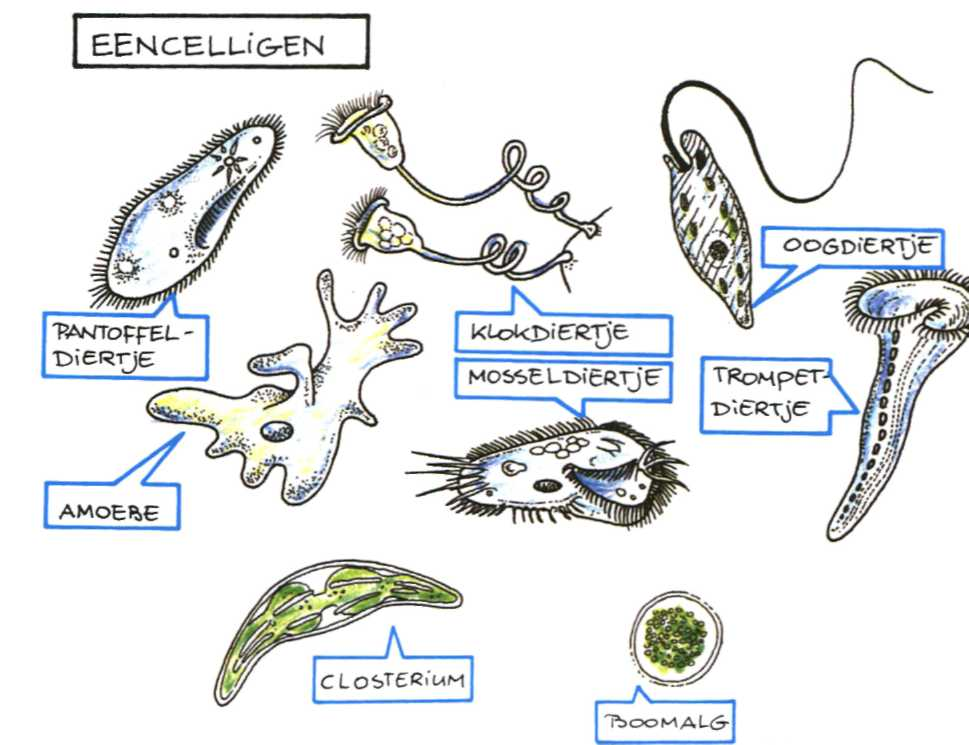 EENCELLiGEN
OOGDiERTjE
PANTOFFEL-
DiERTjE
KLOKDiERTjE
MOSSELDiERTjE
TROMPET-
DiERTjE
AMOEBE
CLOSTERiUM
BOOMALG